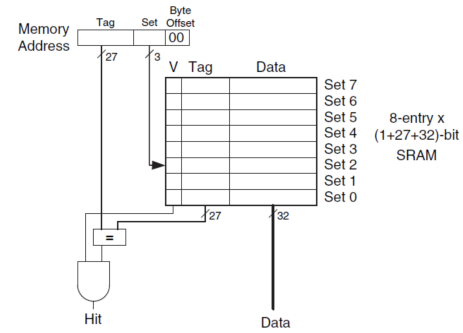 Byte
Tag Set Offset
Memory
Address
00
27 3
V Tag Data
Set 7
Set 6
Set 5
Set 4
Set 3
Set 2
Set 1
Set 0
8-entry x
(1+27+32)-bit
SRAM
27 32
=
Hit Data